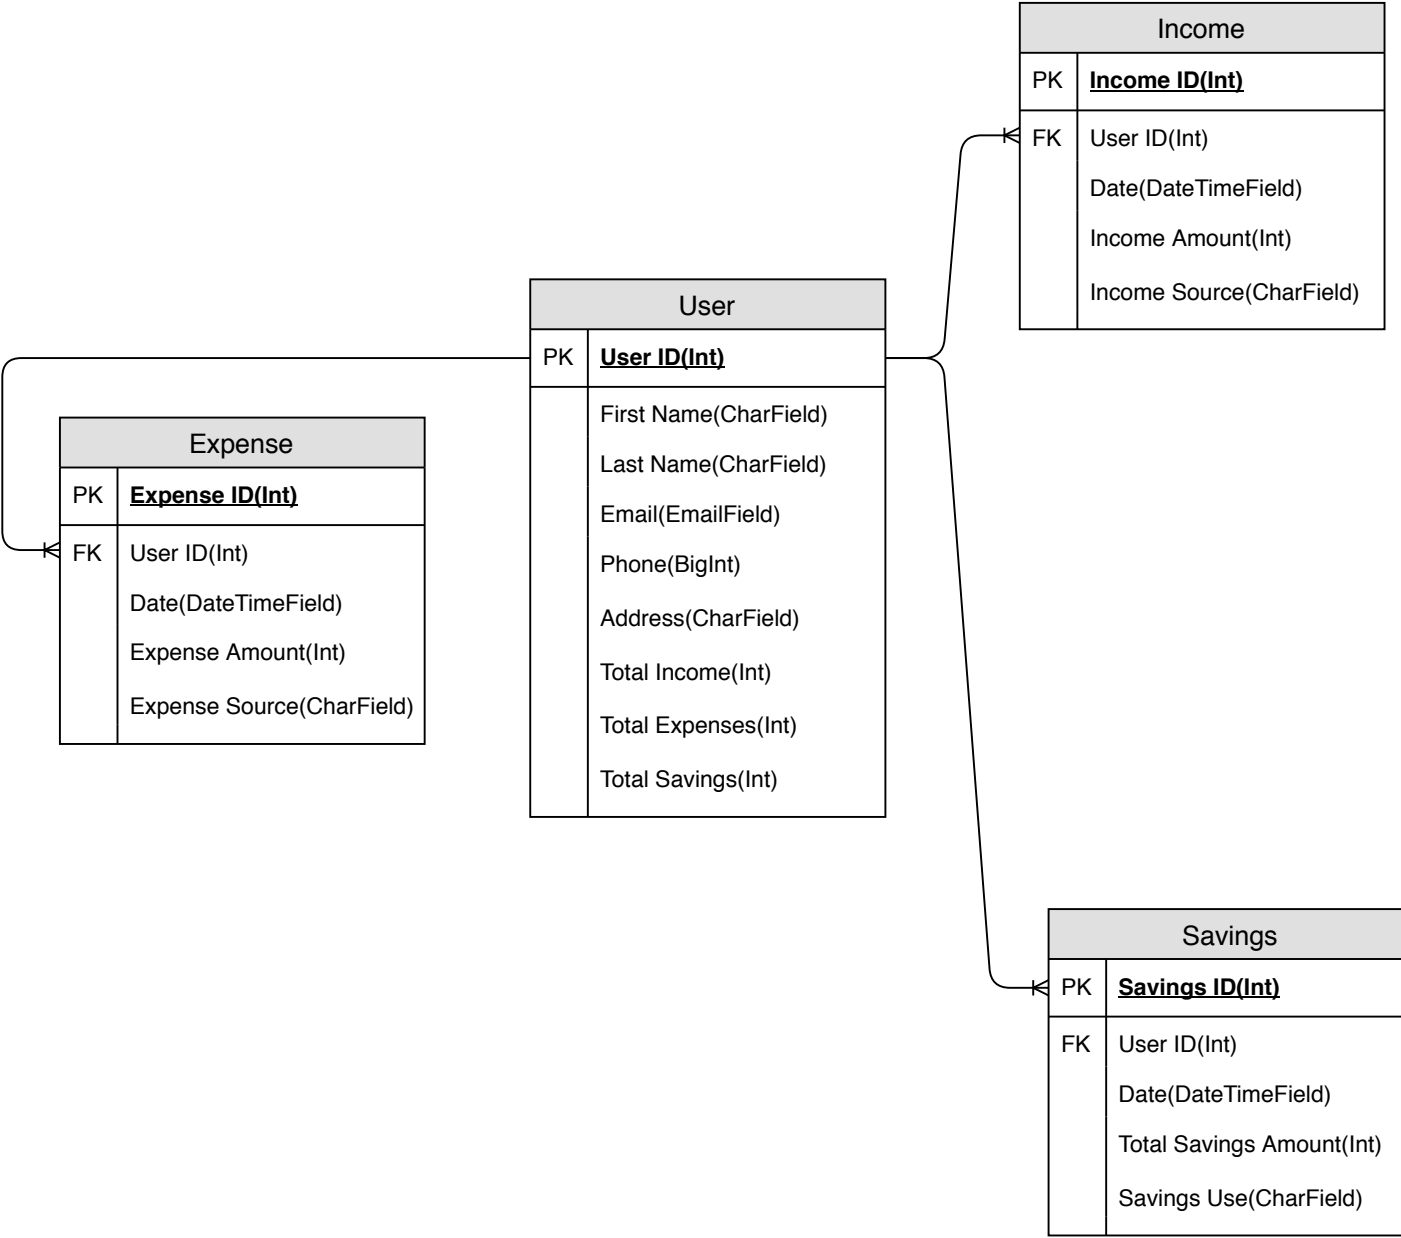 Income
PK Income ID(Int)
FK User ID(Int)
Date(DateTimeField)
Income Amount(Int)
Income Source(CharField)
User
PK User ID(Int)
First Name(CharField)
Last Name(CharField)
Email(EmailField)
Phone(BigInt)
Address(CharField)
Total Income(Int)
Total Expenses(Int)
Total Savings(Int)
Expense
PK Expense ID(Int)
FK User ID(Int)
Date(DateTimeField)
Expense Amount(Int)
Expense Source(CharField)
Savings
PK Savings ID(Int)
FK User ID(Int)
Date(DateTimeField)
Total Savings Amount(Int)
Savings Use(CharField)